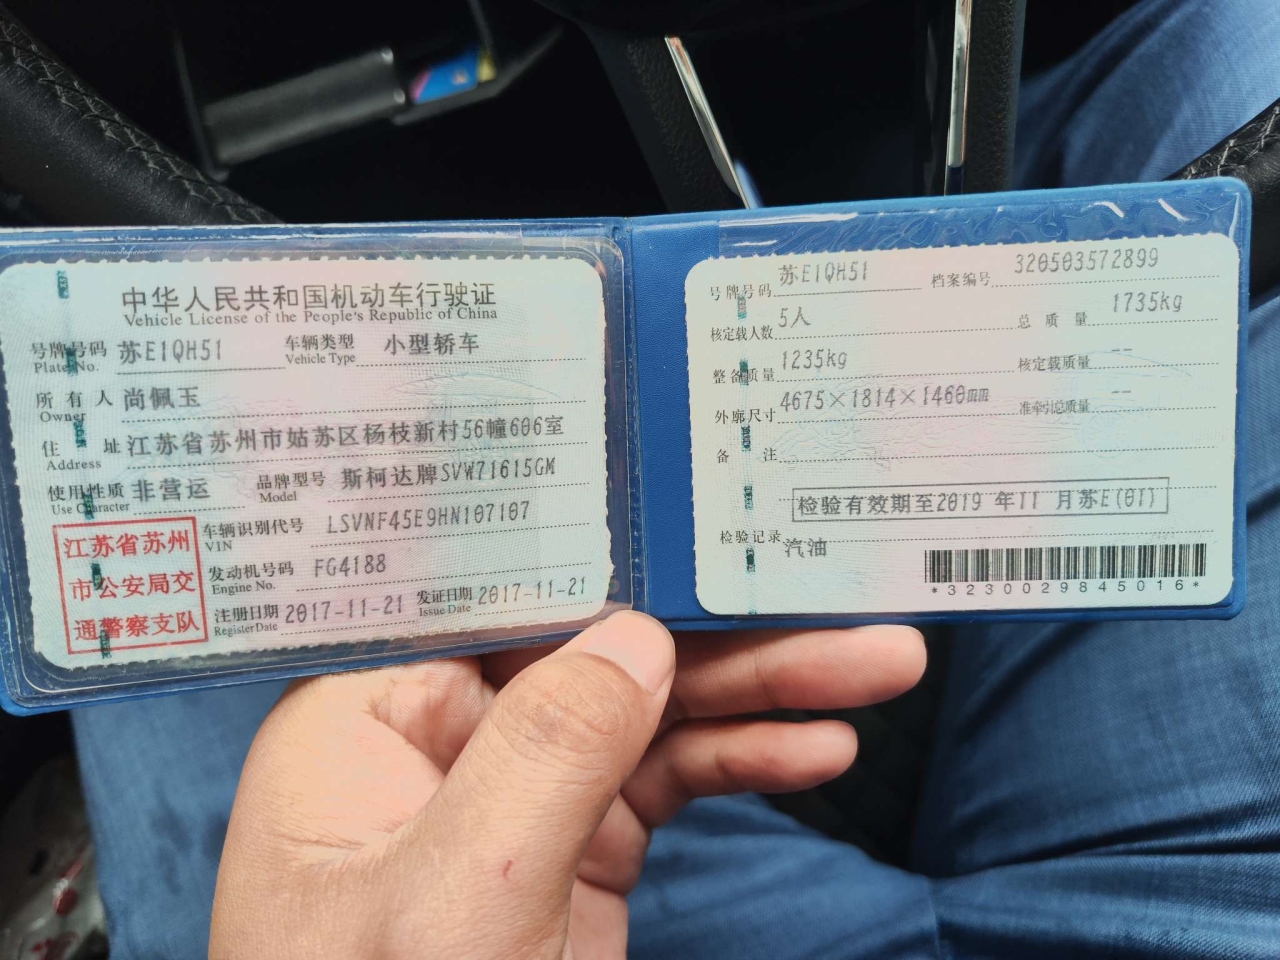 中华人民共和国机动车行驶证
Vehicle License of the People's Republic of China
号牌号码 苏E1QH51 车辆类型 小型轿车
Plate No. Vehicle Type
所有人 尚佩玉
Owner
住址 江苏省苏州市姑苏区杨枝新村56幢606室
Address
使用性质 非营运 品牌型号 斯柯达牌SVW71615GM
Use Character Model
江苏省苏州
市公安局交
通警察支队
车辆识别代号 LSVNF45E9HN107107
VIN
发动机号码 FG4188
Engine No.
注册日期 2017-11-21 发证日期 2017-11-21
Register Date Issue Date
号牌号码 苏E1QH51 档案编号 320503572899
核定载人数 5人 总质量 1735kg
整备质量 1235kg 核定载质量 --
外廓尺寸 4675×1814×1460mm 准牵引总质量 --
备注
检验有效期至2019 年11 月苏E(01)
检验记录
汽油
*3230029845016*